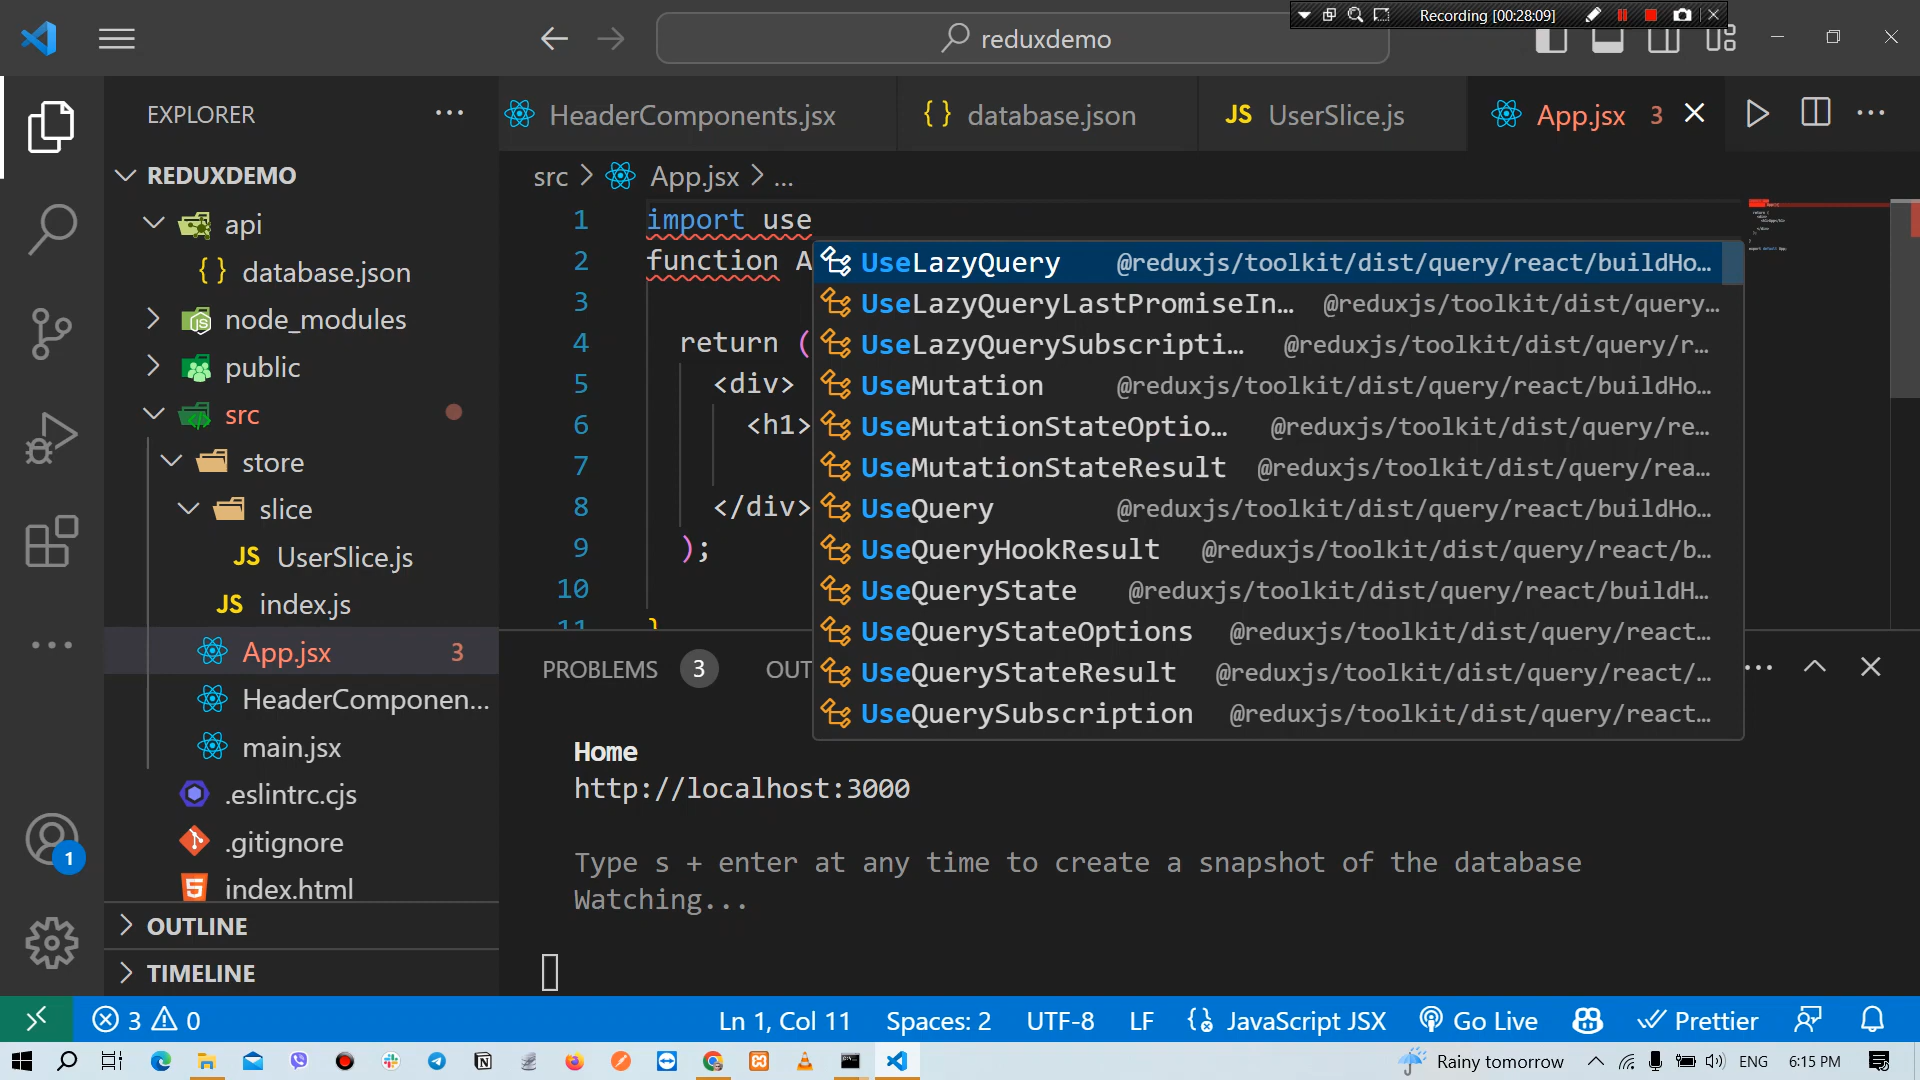 reduxdemo
Recording [00:28:09]
EXPLORER
HeaderComponents.jsx
{} database.json
JS UserSlice.js
App.jsx 3
REDUXDEMO
api
{} database.json
node_modules
public
src
store
slice
JS UserSlice.js
JS index.js
App.jsx 3
HeaderComponen...
main.jsx
.eslintrc.cjs
.gitignore
index.html
OUTLINE
TIMELINE
1
src > App.jsx > ...
1 import use
2 function A
3
4 return (
5 <div>
6 <h1>
7
8 </div>
9 );
10
11 }
UseLazyQuery @reduxjs/toolkit/dist/query/react/buildHo...
UseLazyQueryLastPromiseIn... @reduxjs/toolkit/dist/query...
UseLazyQuerySubscripti... @reduxjs/toolkit/dist/query/r...
UseMutation @reduxjs/toolkit/dist/query/react/buildHo...
UseMutationStateOptio... @reduxjs/toolkit/dist/query/re...
UseMutationStateResult @reduxjs/toolkit/dist/query/rea...
UseQuery @reduxjs/toolkit/dist/query/react/buildHo...
UseQueryHookResult @reduxjs/toolkit/dist/query/react/b...
UseQueryState @reduxjs/toolkit/dist/query/react/buildH...
UseQueryStateOptions @reduxjs/toolkit/dist/query/react...
UseQueryStateResult @reduxjs/toolkit/dist/query/react/...
UseQuerySubscription @reduxjs/toolkit/dist/query/react...
PROBLEMS 3 OUT
Home
http://localhost:3000
Type s + enter at any time to create a snapshot of the database
Watching...
3 0
Ln 1, Col 11 Spaces: 2 UTF-8 LF JavaScript JSX Go Live Prettier
Rainy tomorrow ENG 6:15 PM